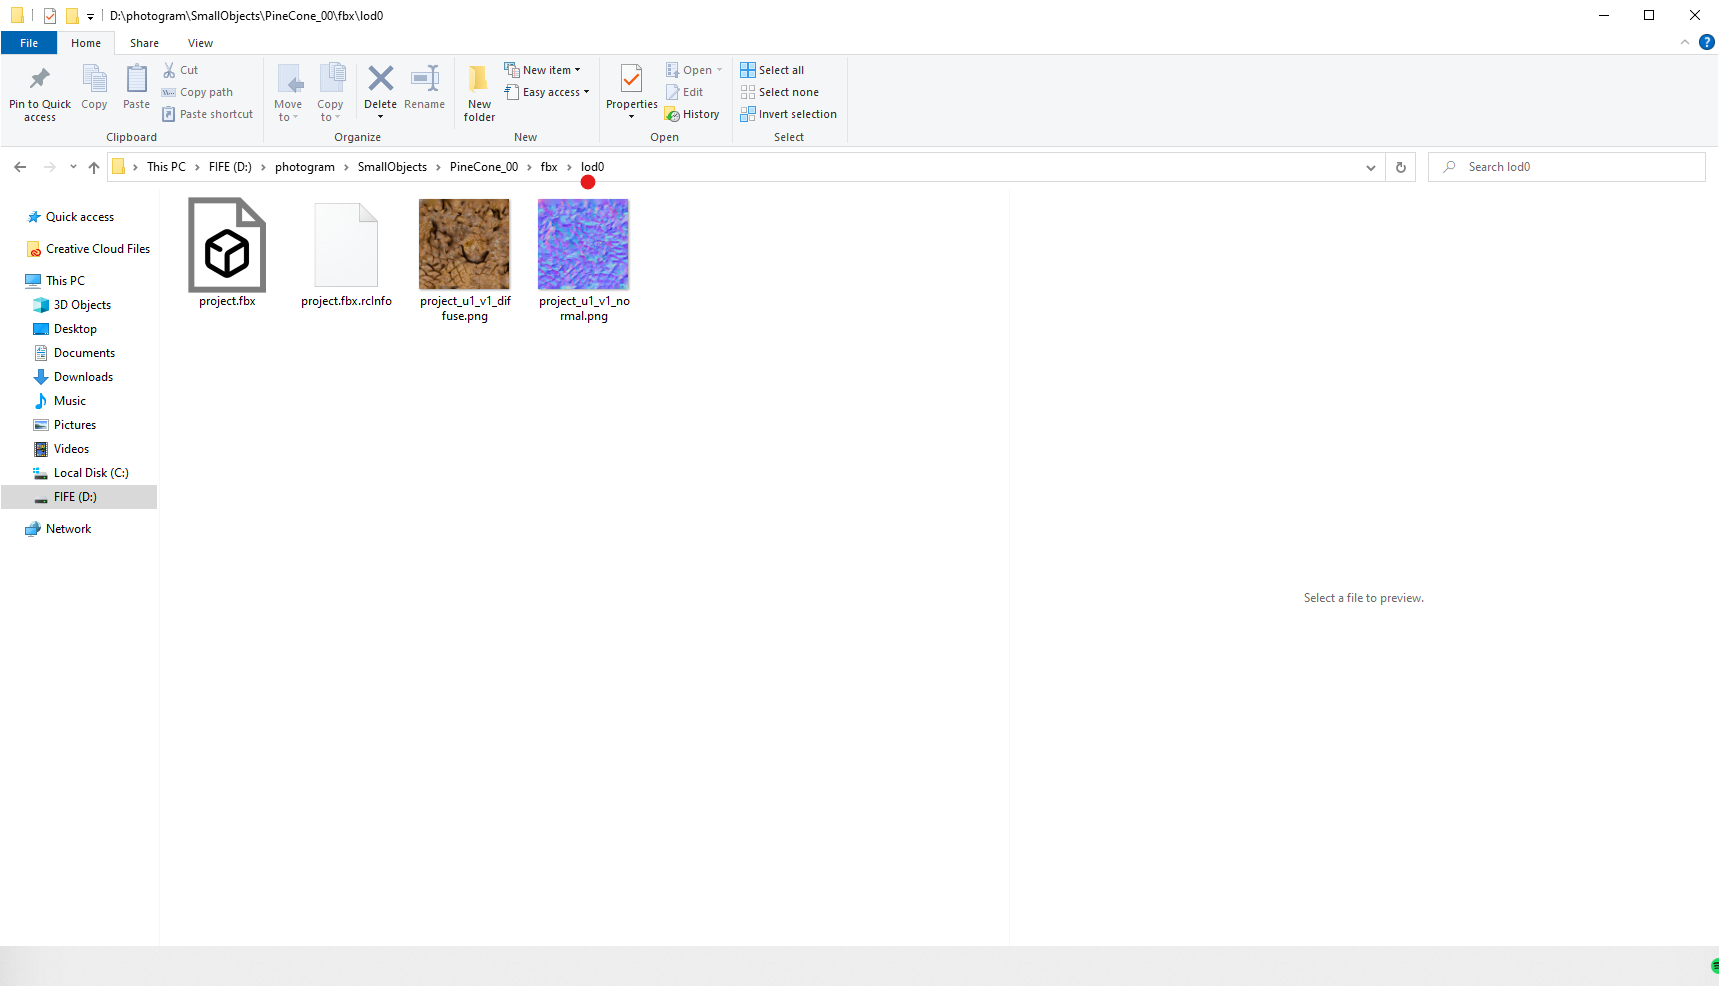 D:\photogram\SmallObjects\PineCone_00\fbx\lod0
File Home Share View
Pin to Quick access
Copy
Paste
Cut
Copy path
Paste shortcut
Clipboard
Move to
Copy to
Delete
Rename
Organize
New folder
New item
Easy access
New
Properties
Open
Edit
History
Open
Select all
Select none
Invert selection
Select
This PC > FIFE (D:) > photogram > SmallObjects > PineCone_00 > fbx > lod0
Search lod0
Quick access
Creative Cloud Files
This PC
3D Objects
Desktop
Documents
Downloads
Music
Pictures
Videos
Local Disk (C:)
FIFE (D:)
Network
project.fbx
project.fbx.rcInfo
project_u1_v1_dif
fuse.png
project_u1_v1_no
rmal.png
Select a file to preview.